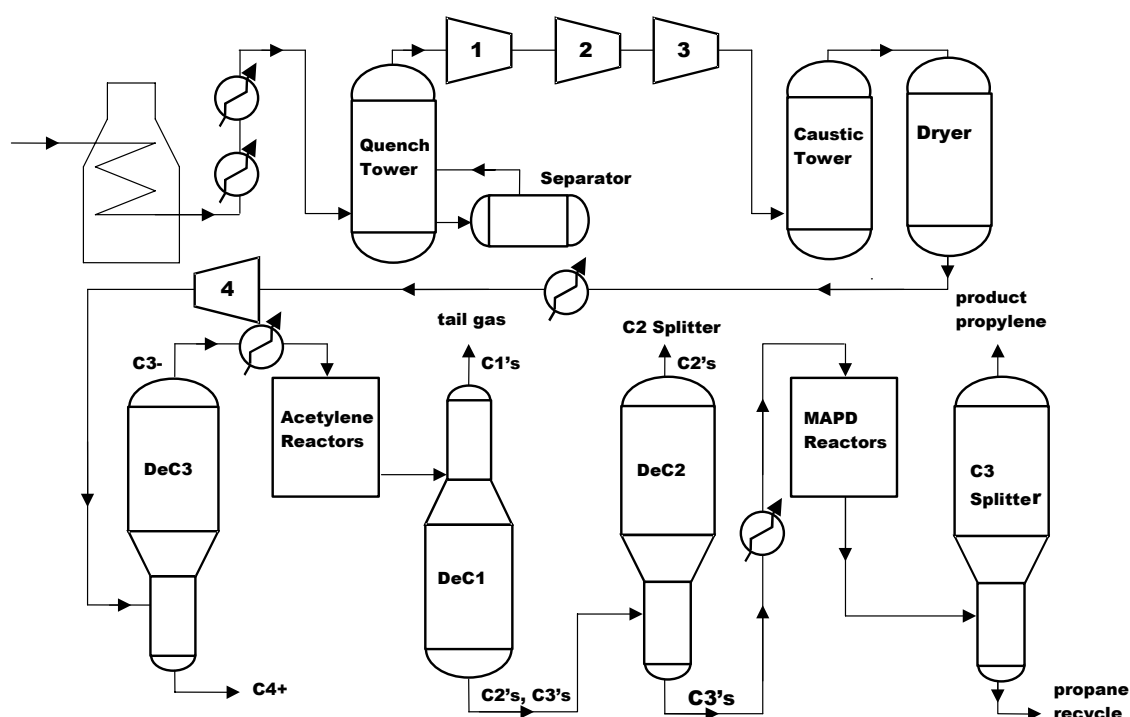 1
2
3
Quench
Tower
Separator
Caustic
Tower
Dryer
4
tail gas
C1's
C3-
C2 Splitter
C2's
product
propylene
Acetylene
Reactors
DeC3
DeC1
DeC2
MAPD
Reactors
C3
Splitter
C4+
C2's, C3's
C3's
propane
recycle